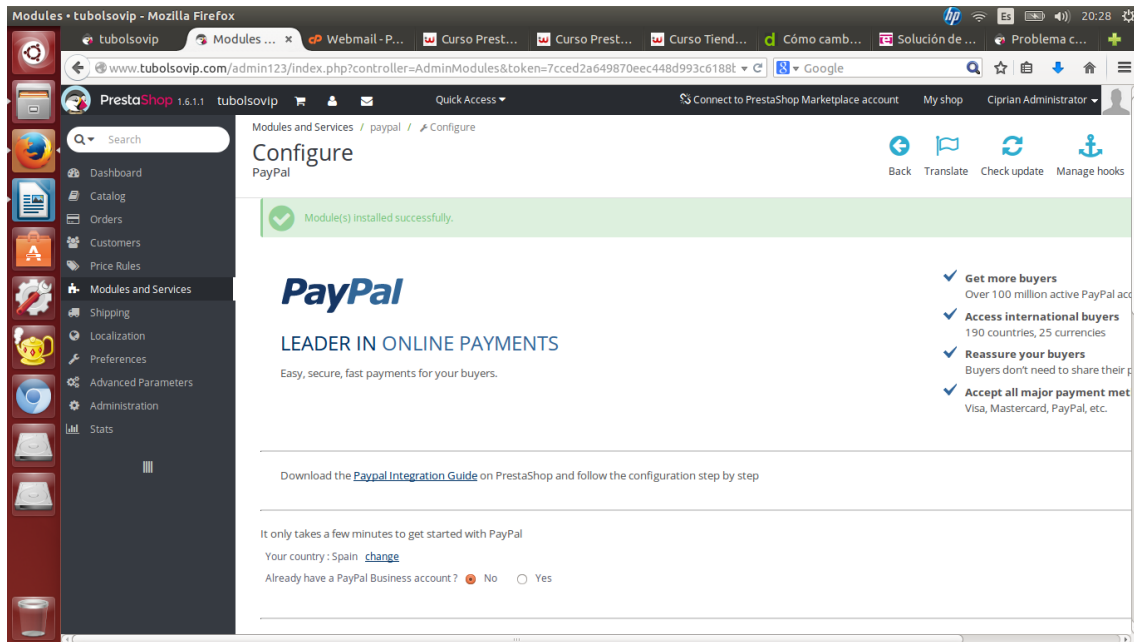 Modules • tubolsovip - Mozilla Firefox
hp
Es
20:28
tubolsovip
Modules ... ×
Webmail - P...
Curso Prest...
Curso Prest...
Curso Tiend...
Cómo camb...
Solución de ...
Problema c...
www.tubolsovip.com/admin123/index.php?controller=AdminModules&token=7cced2a649870eec448d993c6188b
Google
PrestaShop 1.6.1.1 tubolsovip
Quick Access
Connect to PrestaShop Marketplace account
My shop
Ciprian Administrator
Search
Dashboard
Catalog
Orders
Customers
Price Rules
Modules and Services
Shipping
Localization
Preferences
Advanced Parameters
Administration
Stats
Modules and Services / paypal / Configure
Configure
PayPal
Back
Translate
Check update
Manage hooks
Module(s) installed successfully.
PayPal
LEADER IN ONLINE PAYMENTS
Easy, secure, fast payments for your buyers.
Get more buyers
Over 100 million active PayPal acc
Access international buyers
190 countries, 25 currencies
Reassure your buyers
Buyers don't need to share their p
Accept all major payment met
Visa, Mastercard, PayPal, etc.
Download the Paypal Integration Guide on PrestaShop and follow the configuration step by step
It only takes a few minutes to get started with PayPal
Your country : Spain change
Already have a PayPal Business account ? No Yes